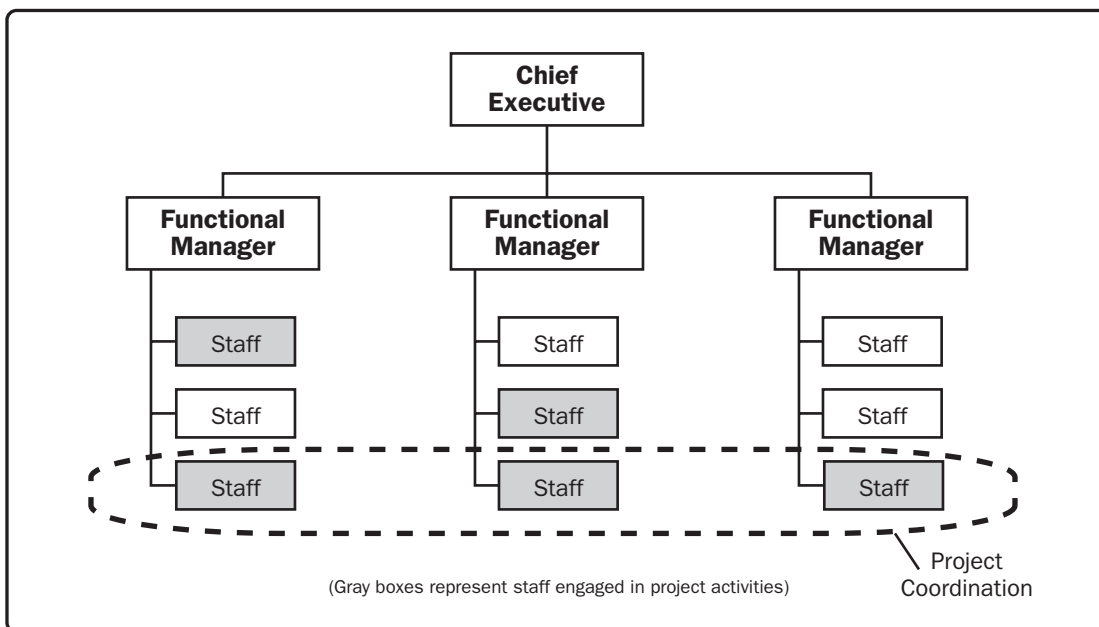 Chief
Executive
Functional
Manager
Functional
Manager
Functional
Manager
Staff
Staff
Staff
Staff
Staff
Staff
Staff
Staff
Staff
Project
Coordination
(Gray boxes represent staff engaged in project activities)